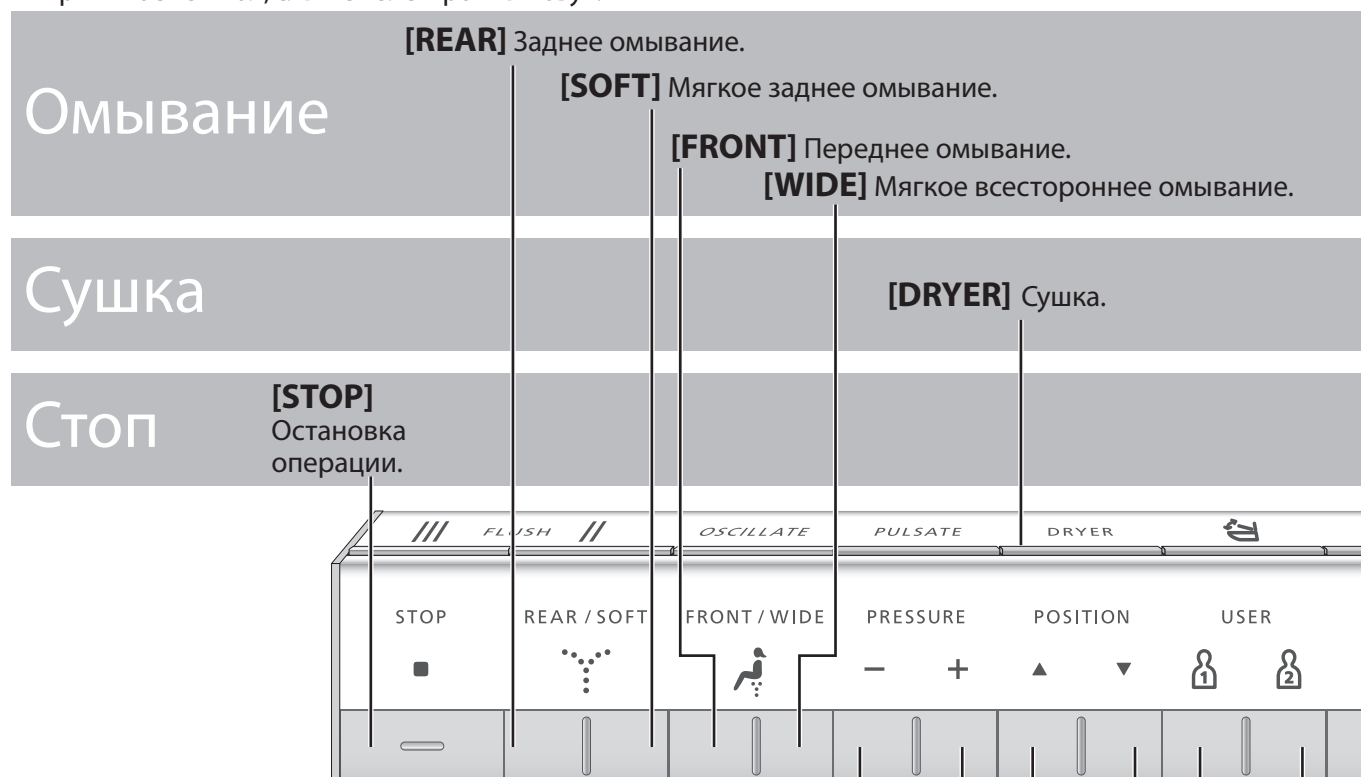 [REAR] Заднее омывание.
Омывание
[SOFT] Мягкое заднее омывание.
[FRONT] Переднее омывание.
[WIDE] Мягкое всестороннее омывание.
Сушка
[DRYER] Сушка.
Стоп
[STOP]
Остановка
операции.
FLUSH OSCILLATE PULSATE DRYER
STOP REAR / SOFT FRONT / WIDE PRESSURE POSITION USER
− + ▲ ▼ 1 2